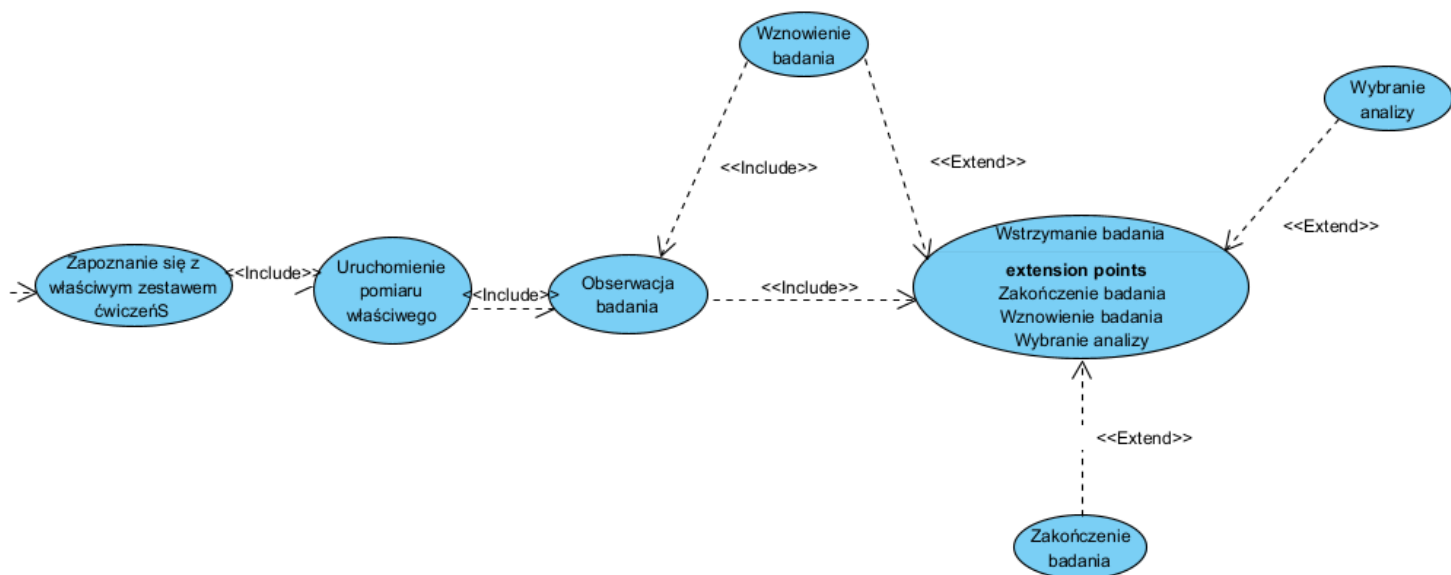 Wznowienie
badania
Wybranie
analizy
<<Include>>
<<Extend>>
<<Extend>>
Zapoznanie się z
właściwym zestawem
ćwiczeńS
<<Include>>
Uruchomienie
pomiaru
właściwego
<<Include>>
Obserwacja
badania
<<Include>>
Wstrzymanie badania
extension points
Zakończenie badania
Wznowienie badania
Wybranie analizy
<<Extend>>
Zakończenie
badania